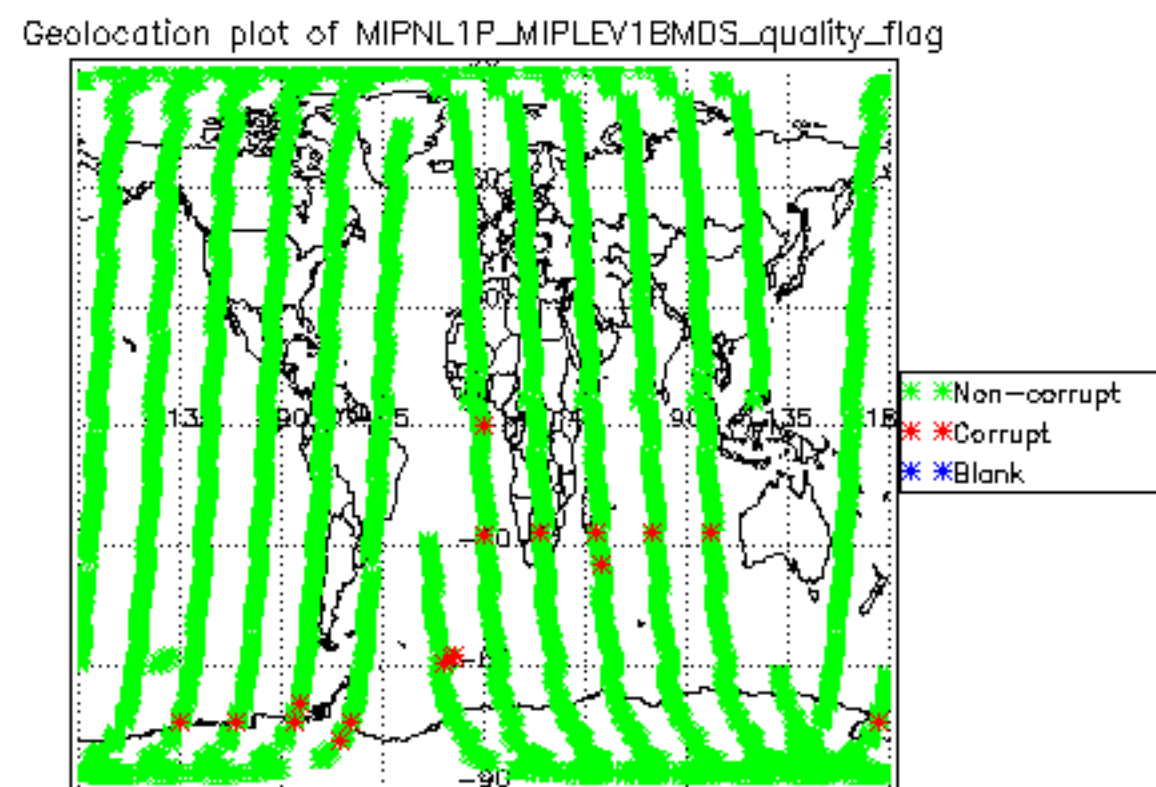 Geolocation plot of MIPNL1P_MIPLEV1BMDS_quality_flag
90
135
Non-corrupt
Corrupt
Blank
-90